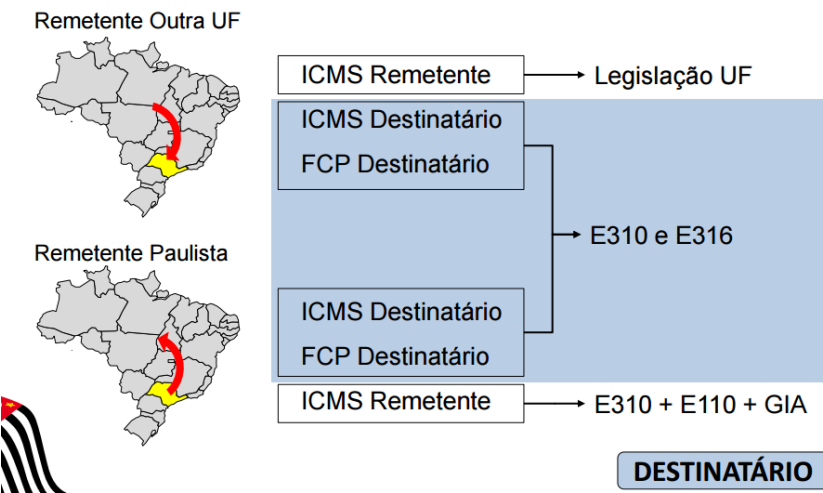 Remetente Outra UF
ICMS Remetente
Legislação UF
ICMS Destinatário
FCP Destinatário
E310 e E316
Remetente Paulista
ICMS Destinatário
FCP Destinatário
ICMS Remetente
E310 + E110 + GIA
DESTINATÁRIO